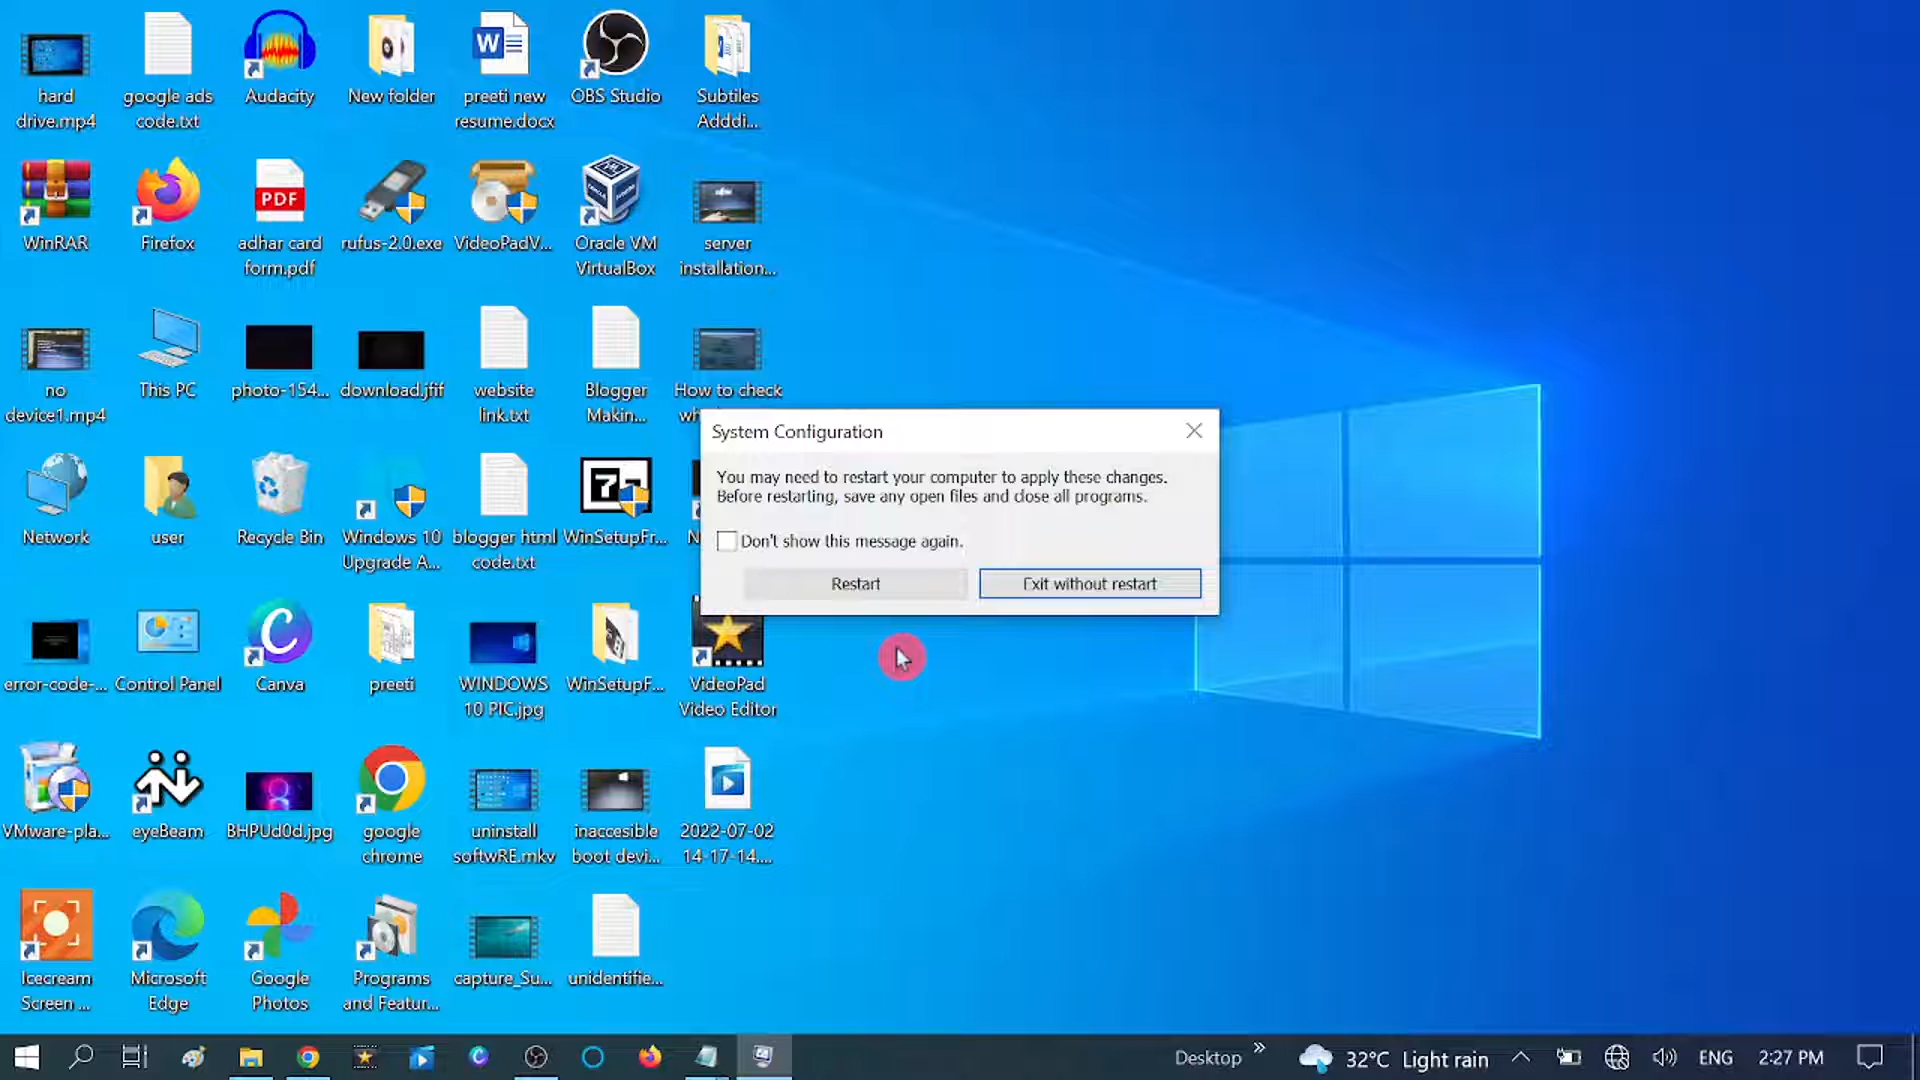 hard
drive.mp4
google ads
code.txt
Audacity
New folder
preeti new
resume.docx
OBS Studio
Subtiles
Adddi...
WinRAR
Firefox
PDF
adhar card
form.pdf
rufus-2.0.exe
VideoPadV...
Oracle VM
VirtualBox
server
installation...
no
device1.mp4
This PC
photo-154...
download.jfif
website
link.txt
Blogger
Makin...
How to check
System Configuration
You may need to restart your computer to apply these changes.
Before restarting, save any open files and close all programs.
Don't show this message again.
Restart
Exit without restart
Network
user
Recycle Bin
Windows 10
Upgrade A...
blogger html
code.txt
WinSetupFr...
error-code-...
Control Panel
Canva
preeti
WINDOWS
10 PIC.jpg
WinSetupF...
VideoPad
Video Editor
VMware-pla...
eyeBeam
BHPUd0d.jpg
google
chrome
uninstall
softwRE.mkv
inaccesible
boot devi...
2022-07-02
14-17-14....
Icecream
Screen ...
Microsoft
Edge
Google
Photos
Programs
and Featur...
capture_Su...
unidentifie...
Desktop
32°C Light rain
ENG
2:27 PM